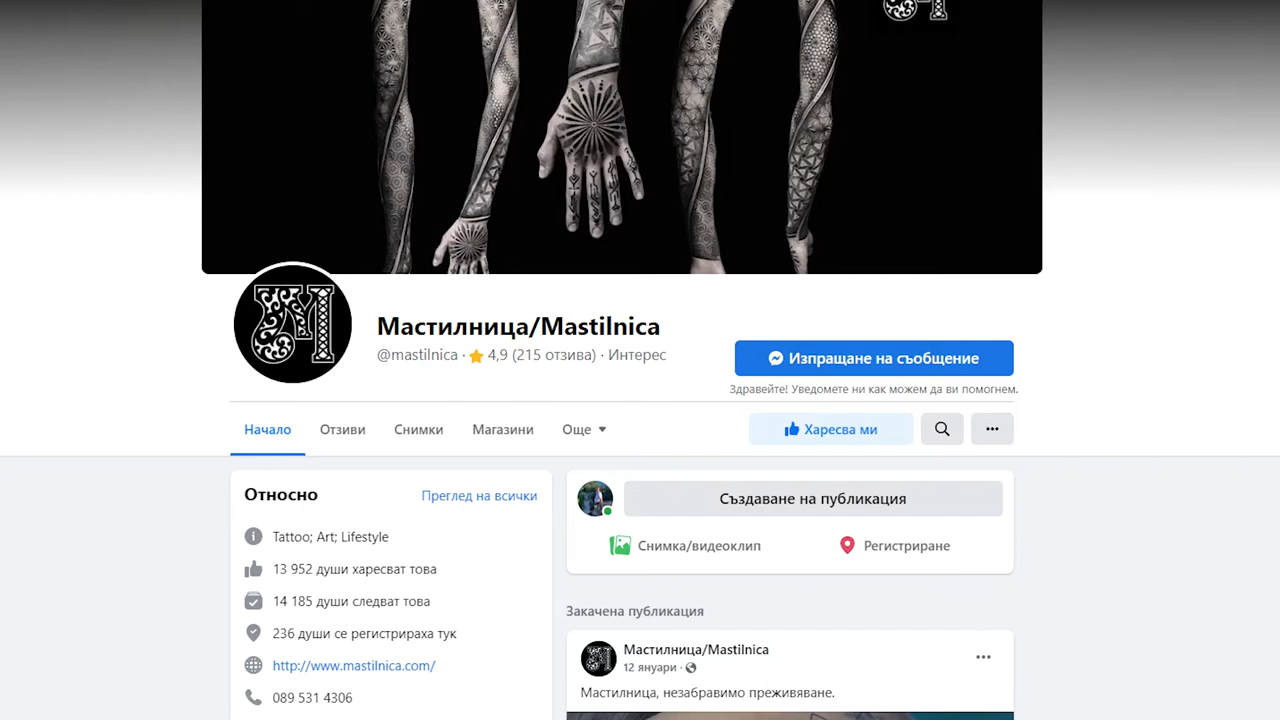 Мастилница/Mastilnica
@mastilnica · 4,9 (215 отзива) · Интерес
Изпращане на съобщение
Здравейте! Уведомете ни как можем да ви помогнем.
Начало Отзиви Снимки Магазини Още
Харесва ми
Относно
Преглед на всички
Tattoo; Art; Lifestyle
13 952 души харесват това
14 185 души следват това
236 души се регистрираха тук
http://www.mastilnica.com/
089 531 4306
Създаване на публикация
Снимка/видеоклип
Регистриране
Закачена публикация
Мастилница/Mastilnica
12 януари ·
Мастилница, незабравимо преживяване.